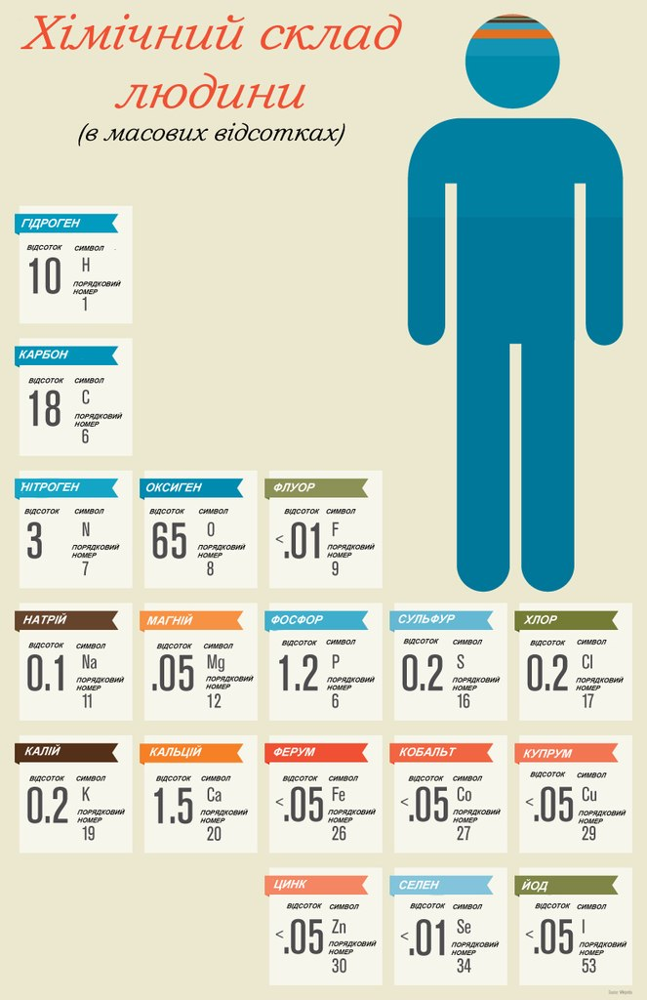 Хімічний склад
людини
(в масових відсотках)
ГІДРОГЕН
ВІДСОТОК СИМВОЛ
10 H
ПОРЯДКОВИЙ
НОМЕР
1
КАРБОН
ВІДСОТОК СИМВОЛ
18 C
ПОРЯДКОВИЙ
НОМЕР
6
НІТРОГЕН
ВІДСОТОК СИМВОЛ
3 N
ПОРЯДКОВИЙ
НОМЕР
7
ОКСИГЕН
ВІДСОТОК СИМВОЛ
65 O
ПОРЯДКОВИЙ
НОМЕР
8
ФЛУОР
ВІДСОТОК СИМВОЛ
<.01 F
ПОРЯДКОВИЙ
НОМЕР
9
НАТРІЙ
ВІДСОТОК СИМВОЛ
0.1 Na
ПОРЯДКОВИЙ
НОМЕР
11
МАГНІЙ
ВІДСОТОК СИМВОЛ
.05 Mg
ПОРЯДКОВИЙ
НОМЕР
12
ФОСФОР
ВІДСОТОК СИМВОЛ
1.2 P
ПОРЯДКОВИЙ
НОМЕР
6
СУЛЬФУР
ВІДСОТОК СИМВОЛ
0.2 S
ПОРЯДКОВИЙ
НОМЕР
16
ХЛОР
ВІДСОТОК СИМВОЛ
0.2 Cl
ПОРЯДКОВИЙ
НОМЕР
17
КАЛІЙ
ВІДСОТОК СИМВОЛ
0.2 K
ПОРЯДКОВИЙ
НОМЕР
19
КАЛЬЦІЙ
ВІДСОТОК СИМВОЛ
1.5 Ca
ПОРЯДКОВИЙ
НОМЕР
20
ФЕРУМ
ВІДСОТОК СИМВОЛ
<.05 Fe
ПОРЯДКОВИЙ
НОМЕР
26
КОБАЛЬТ
ВІДСОТОК СИМВОЛ
<.05 Co
ПОРЯДКОВИЙ
НОМЕР
27
КУПРУМ
ВІДСОТОК СИМВОЛ
<.05 Cu
ПОРЯДКОВИЙ
НОМЕР
29
ЦИНК
ВІДСОТОК СИМВОЛ
<.05 Zn
ПОРЯДКОВИЙ
НОМЕР
30
СЕЛЕН
ВІДСОТОК СИМВОЛ
<.01 Se
ПОРЯДКОВИЙ
НОМЕР
34
ЙОД
ВІДСОТОК СИМВОЛ
<.05 I
ПОРЯДКОВИЙ
НОМЕР
53